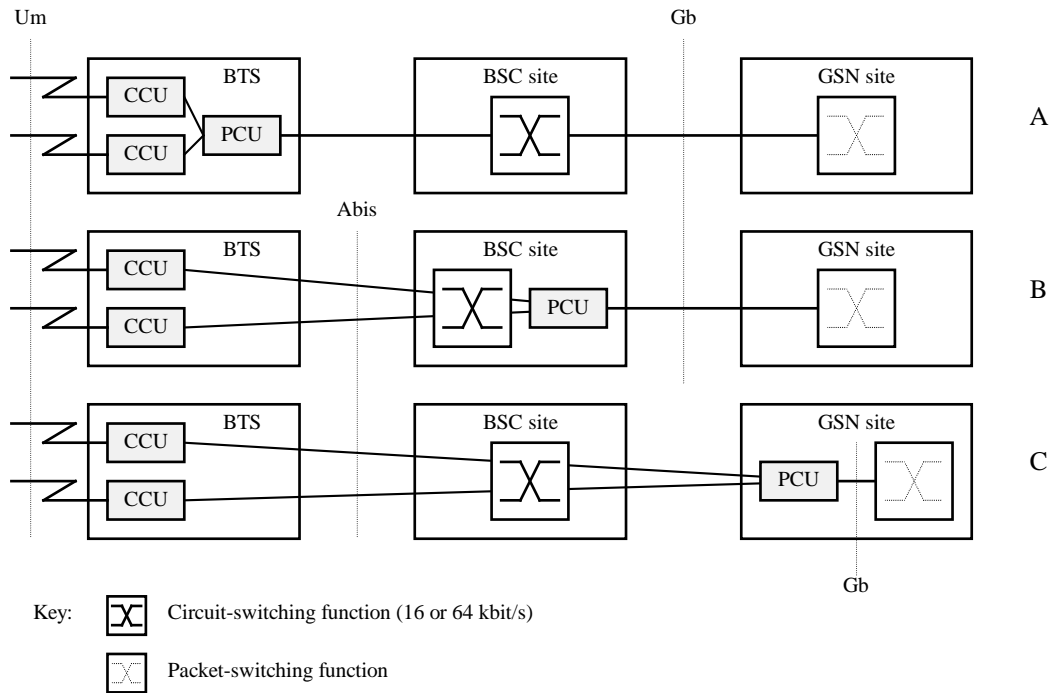 Um
Gb
BTS
BSC site
GSN site
CCU
CCU
PCU
A
Abis
BTS
BSC site
GSN site
CCU
CCU
PCU
B
BTS
BSC site
GSN site
CCU
CCU
PCU
C
Gb
Key:
Circuit-switching function (16 or 64 kbit/s)
Packet-switching function